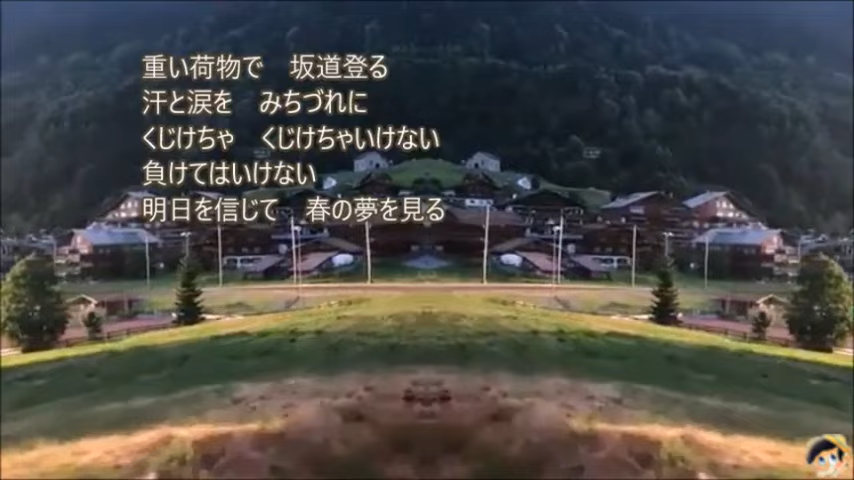 重い荷物で　坂道登る
汗と涙を　みちづれに
くじけちゃ　くじけちゃいけない
負けてはいけない
明日を信じて　春の夢を見る